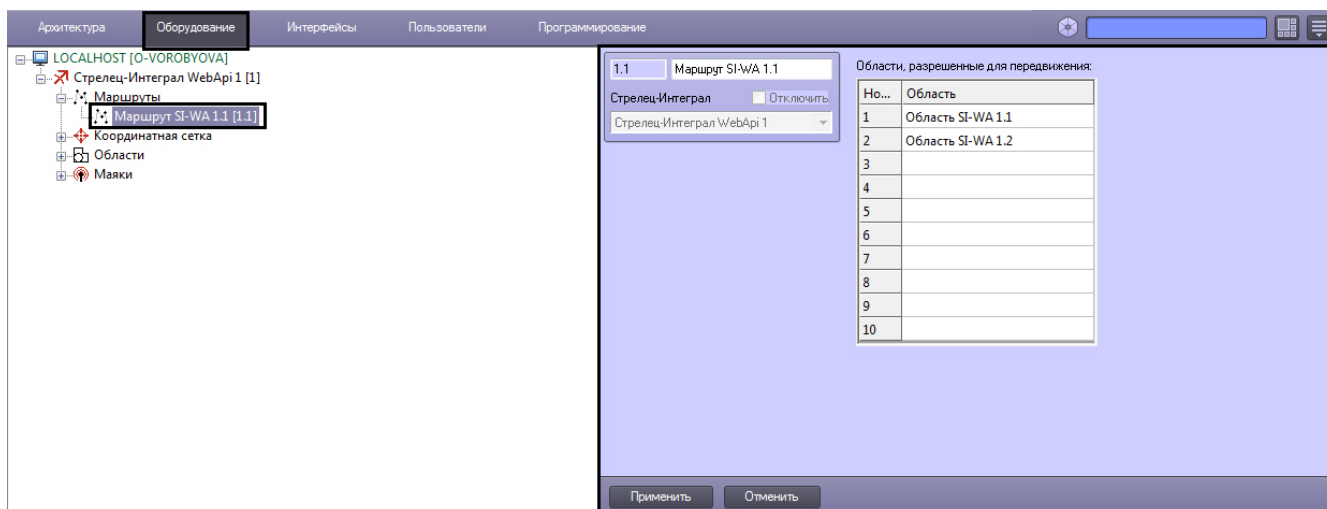 Архитектура Оборудование Интерфейсы Пользователи Программирование
LOCALHOST [O-VOROBYOVA]
Стрелец-Интеграл WebApi 1 [1]
Маршруты
Маршрут SI-WA 1.1 [1.1]
Координатная сетка
Области
Маяки
1.1 Маршрут SI-WA 1.1
Стрелец-Интеграл Отключить
Стрелец-Интеграл WebApi 1
Области, разрешенные для передвижения:
Но... Область
1 Область SI-WA 1.1
2 Область SI-WA 1.2
3
4
5
6
7
8
9
10
Применить Отменить